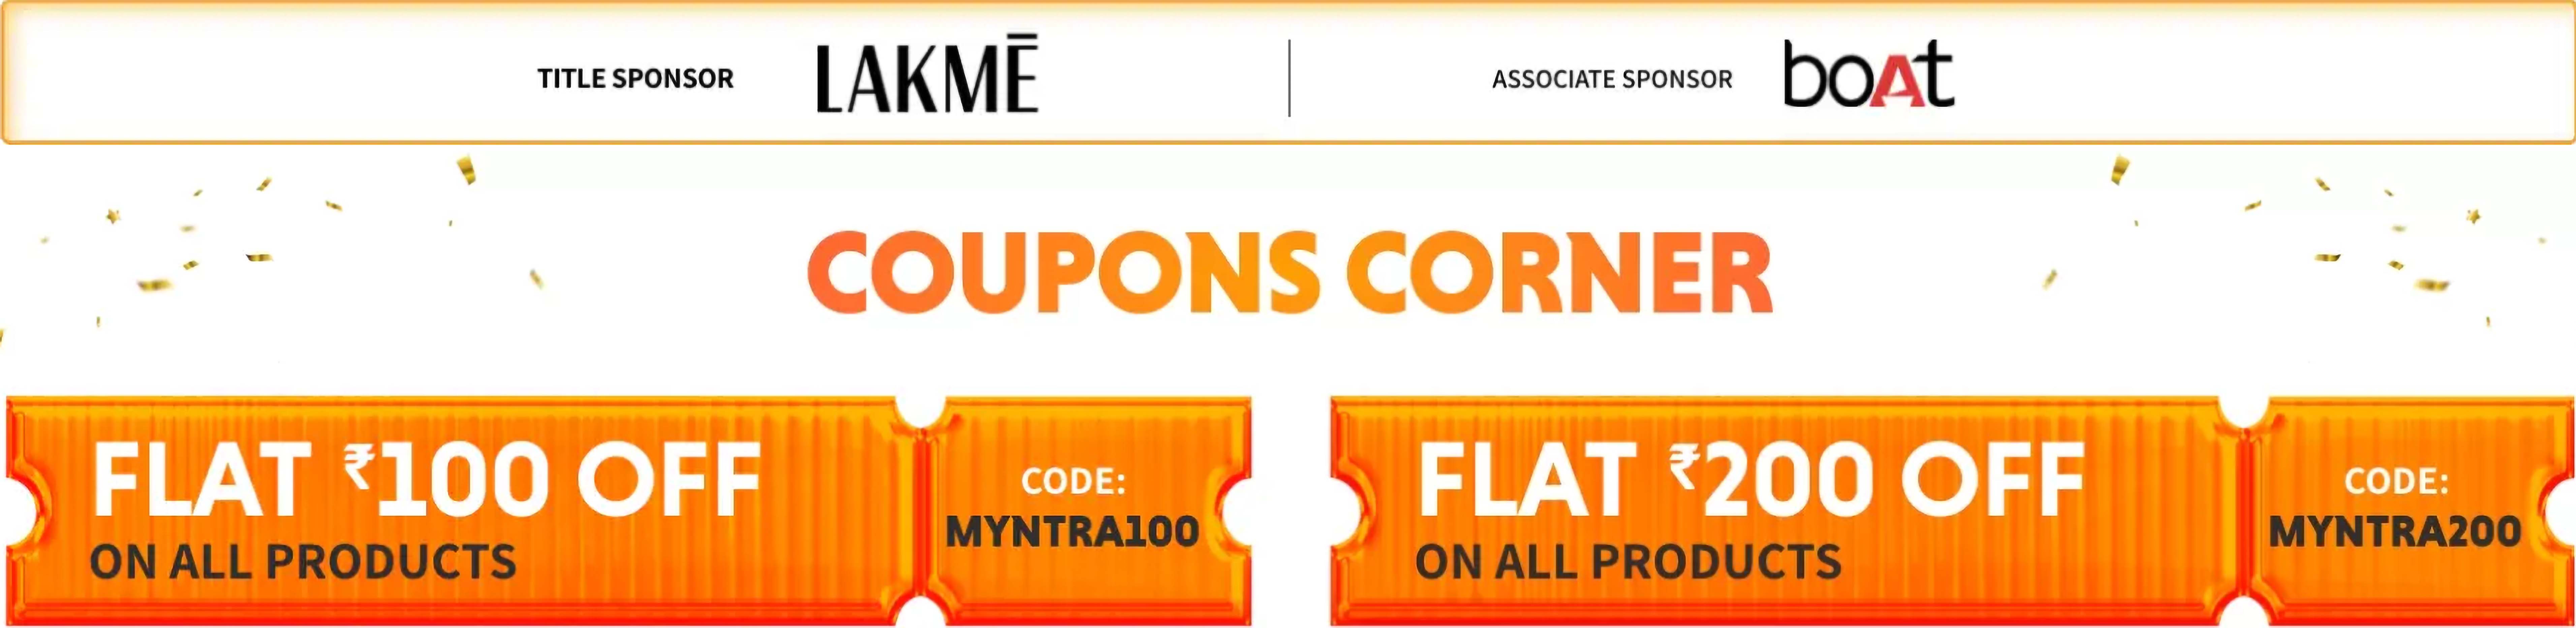 TITLE SPONSOR LAKMĒ ASSOCIATE SPONSOR boAt
COUPONS CORNER
FLAT ₹100 OFF
ON ALL PRODUCTS
CODE:
MYNTRA100
FLAT ₹200 OFF
ON ALL PRODUCTS
CODE:
MYNTRA200